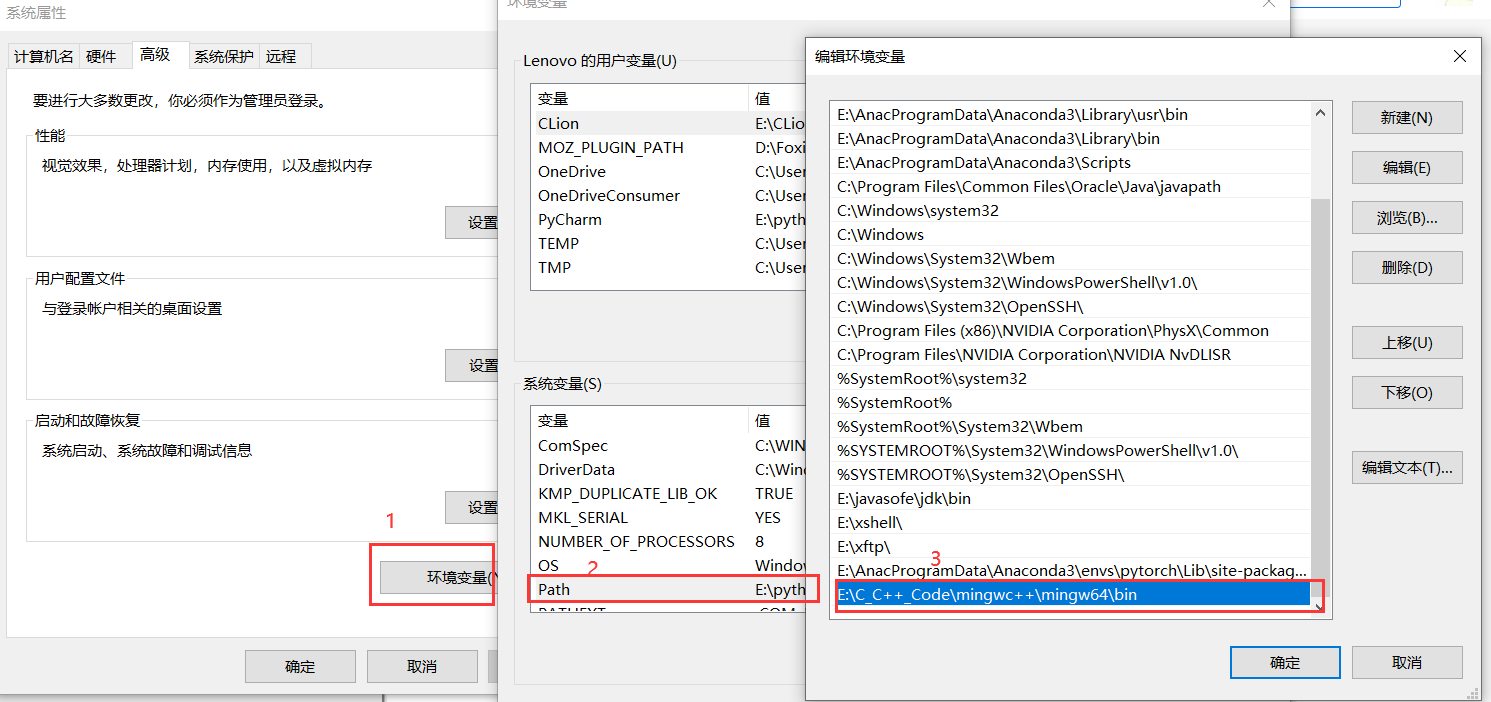 系统属性
计算机名 硬件 高级 系统保护 远程
要进行大多数更改，你必须作为管理员登录。
性能
视觉效果，处理器计划，内存使用，以及虚拟内存
设置
用户配置文件
与登录帐户相关的桌面设置
设置
启动和故障恢复
系统启动、系统故障和调试信息
设置
1
环境变量(N
确定 取消
环境变量
Lenovo 的用户变量(U)
变量 值
CLion E:\CLio
MOZ_PLUGIN_PATH D:\Foxi
OneDrive C:\User
OneDriveConsumer C:\User
PyCharm E:\pyth
TEMP C:\User
TMP C:\User
系统变量(S)
变量 值
ComSpec C:\WIN
DriverData C:\Wind
KMP_DUPLICATE_LIB_OK TRUE
MKL_SERIAL YES
NUMBER_OF_PROCESSORS 8
OS Windo
2
Path E:\pyth
PATHEXT .COM
编辑环境变量
E:\AnacProgramData\Anaconda3\Library\usr\bin
E:\AnacProgramData\Anaconda3\Library\bin
E:\AnacProgramData\Anaconda3\Scripts
C:\Program Files\Common Files\Oracle\Java\javapath
C:\Windows\system32
C:\Windows
C:\Windows\System32\Wbem
C:\Windows\System32\WindowsPowerShell\v1.0\
C:\Windows\System32\OpenSSH\
C:\Program Files (x86)\NVIDIA Corporation\PhysX\Common
C:\Program Files\NVIDIA Corporation\NVIDIA NvDLISR
%SystemRoot%\system32
%SystemRoot%
%SystemRoot%\System32\Wbem
%SYSTEMROOT%\System32\WindowsPowerShell\v1.0\
%SYSTEMROOT%\System32\OpenSSH\
E:\javasofe\jdk\bin
E:\xshell\
E:\xftp\
3
E:\AnacProgramData\Anaconda3\envs\pytorch\Lib\site-packag...
E:\C_C++_Code\mingwc++\mingw64\bin
新建(N)
编辑(E)
浏览(B)...
删除(D)
上移(U)
下移(O)
编辑文本(T)...
确定 取消